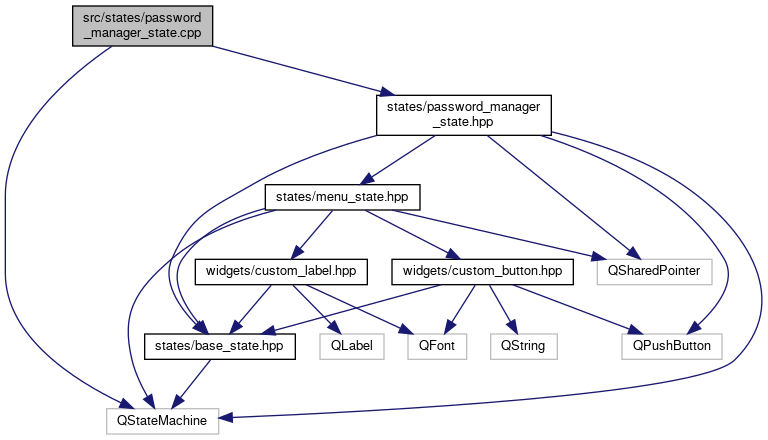 src/states/password
_manager_state.cpp
states/password_manager
_state.hpp
states/menu_state.hpp
widgets/custom_label.hpp
widgets/custom_button.hpp
QSharedPointer
states/base_state.hpp
QLabel
QFont
QString
QPushButton
QStateMachine